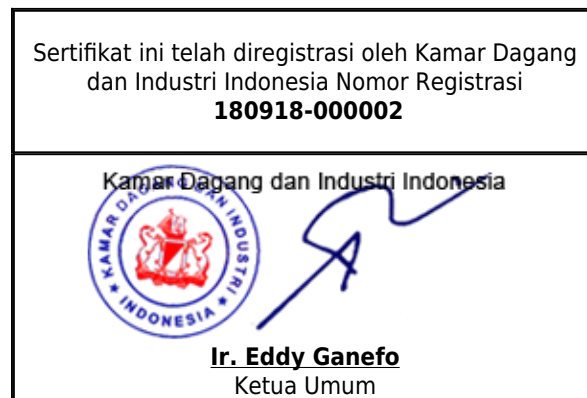 Sertifikat ini telah diregistrasi oleh Kamar Dagang
dan Industri Indonesia Nomor Registrasi
180918-000002
Kamar Dagang dan Industri Indonesia
KAMAR DAGANG DAN INDUSTRI
INDONESIA
Ir. Eddy Ganefo
Ketua Umum